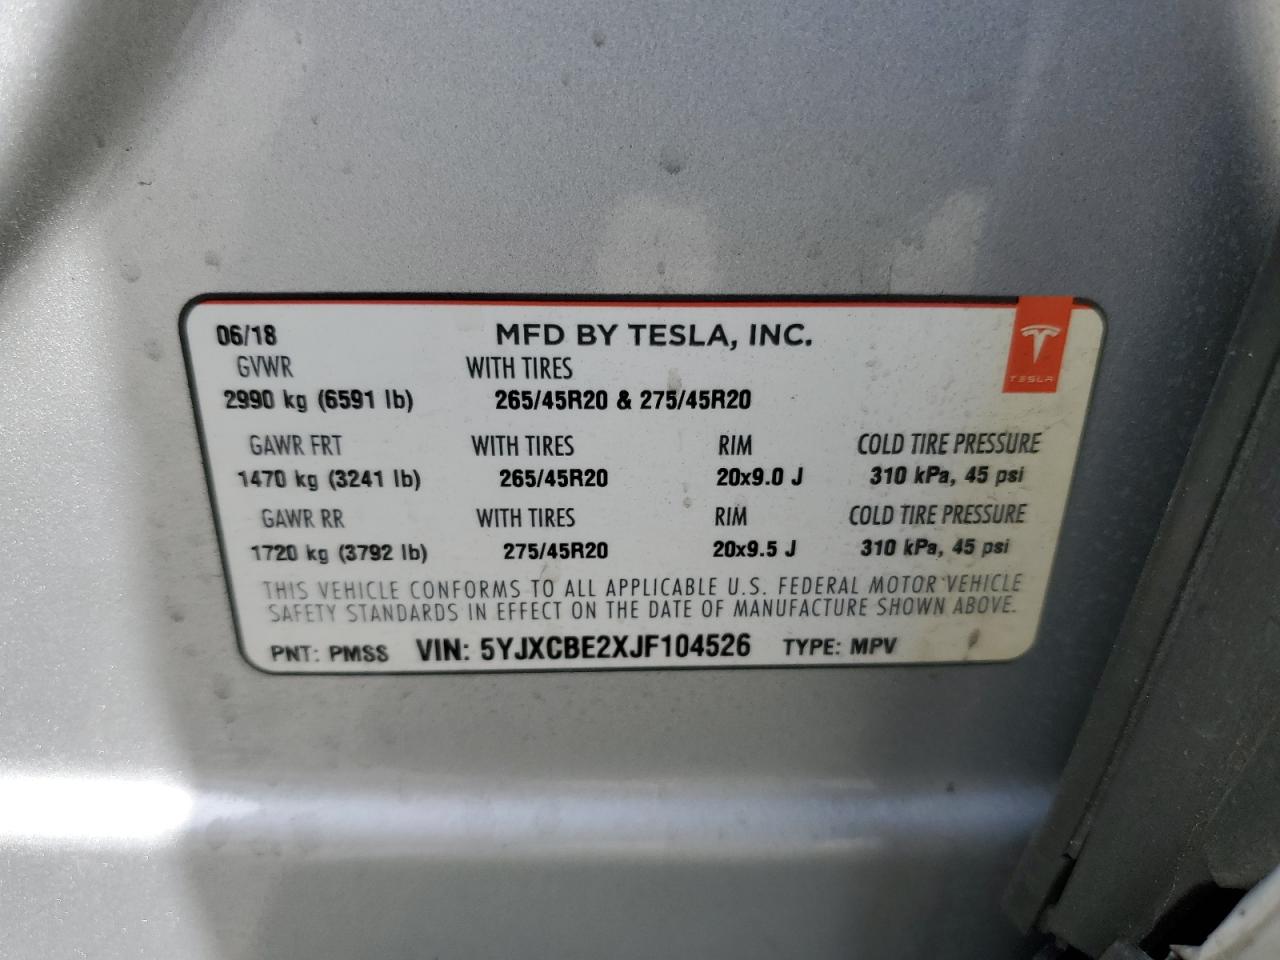 06/18 MFD BY TESLA, INC.
TESLA
GVWR WITH TIRES
2990 kg (6591 lb) 265/45R20 & 275/45R20
GAWR FRT WITH TIRES RIM COLD TIRE PRESSURE
1470 kg (3241 lb) 265/45R20 20x9.0 J 310 kPa, 45 psi
GAWR RR WITH TIRES RIM COLD TIRE PRESSURE
1720 kg (3792 lb) 275/45R20 20x9.5 J 310 kPa, 45 psi
THIS VEHICLE CONFORMS TO ALL APPLICABLE U.S. FEDERAL MOTOR VEHICLE
SAFETY STANDARDS IN EFFECT ON THE DATE OF MANUFACTURE SHOWN ABOVE.
PNT: PMSS VIN: 5YJXCBE2XJF104526 TYPE: MPV